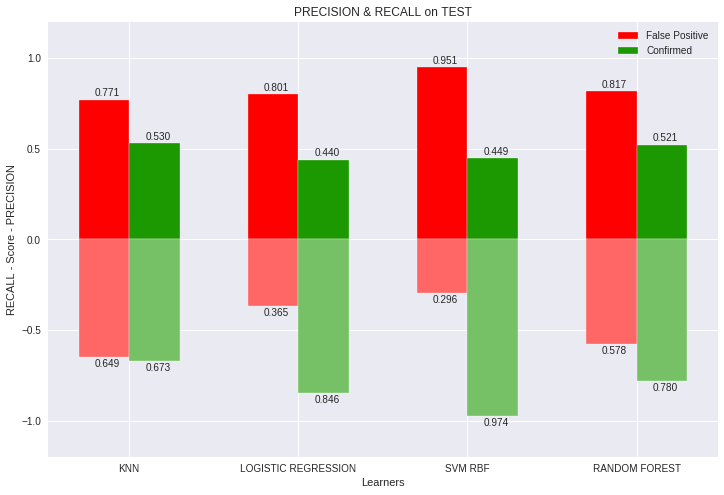 PRECISION & RECALL on TEST
False Positive
Confirmed
RECALL - Score - PRECISION
1.0
0.5
0.0
−0.5
−1.0
0.771
0.530
0.801
0.440
0.951
0.449
0.817
0.521
0.649
0.673
0.365
0.846
0.296
0.974
0.578
0.780
KNN
LOGISTIC REGRESSION
SVM RBF
RANDOM FOREST
Learners